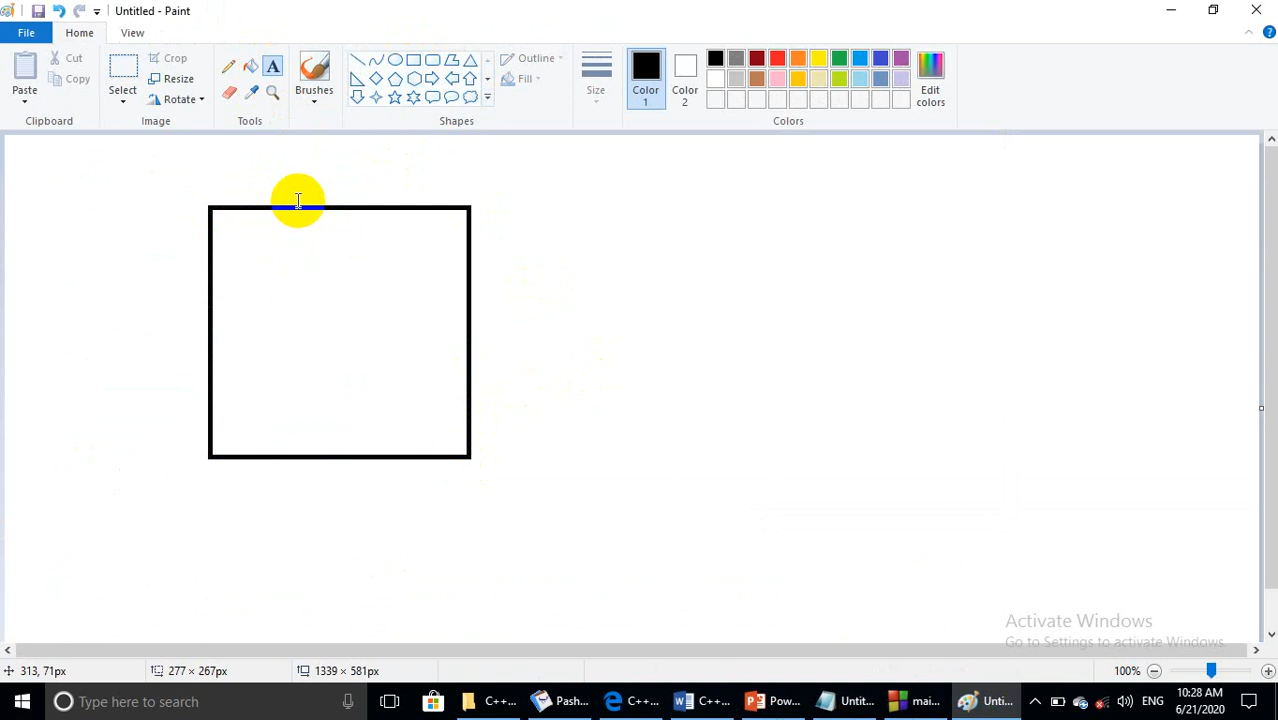 Untitled - Paint
File
Home
View
Paste
Cut
Copy
Clipboard
Select
Crop
Resize
Rotate
Image
A
Tools
Brushes
Outline
Fill
Shapes
Size
Color
1
Color
2
Edit
colors
Colors
Activate Windows
Go to Settings to activate Windows.
313, 71px
277 × 267px
1339 × 581px
100%
Type here to search
C++...
Pash...
C++...
C++...
Pow...
Untit...
mai...
Unti...
ENG
10:28 AM
6/21/2020